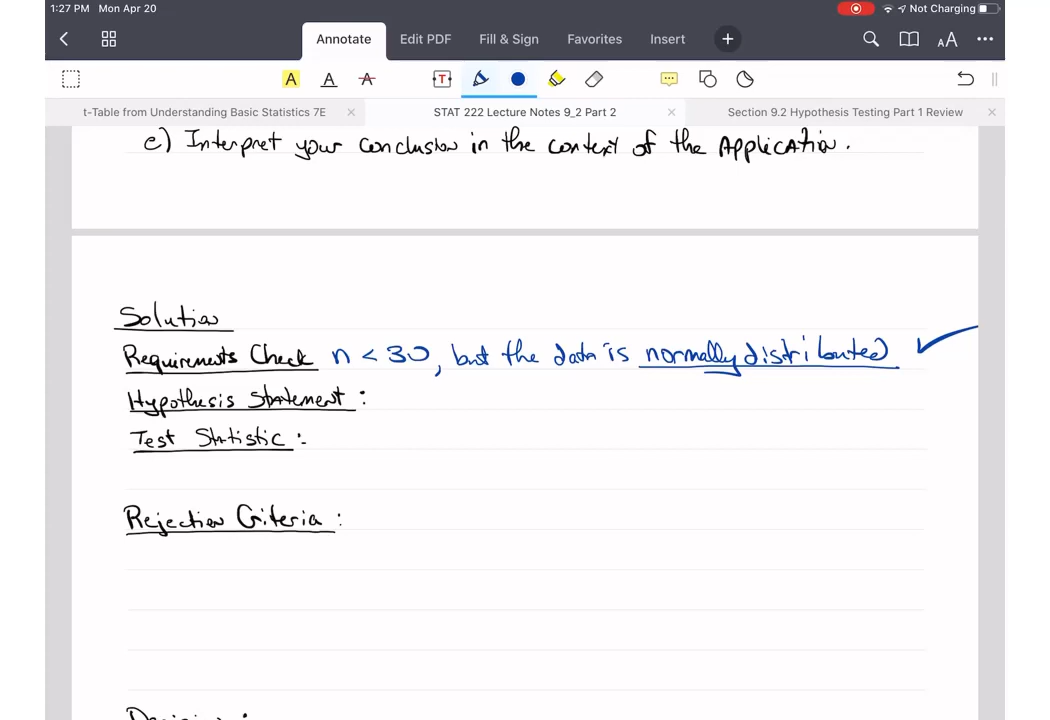 1:27 PM Mon Apr 20 Not Charging
Annotate Edit PDF Fill & Sign Favorites Insert
t-Table from Understanding Basic Statistics 7E STAT 222 Lecture Notes 9_2 Part 2 Section 9.2 Hypothesis Testing Part 1 Review
e) Interpret your conclusion in the context of the Application.
Solution
Requirements Check n < 30, but the data is normally distributed ✓
Hypothesis Statement:
Test Statistic:
Rejection Criteria: